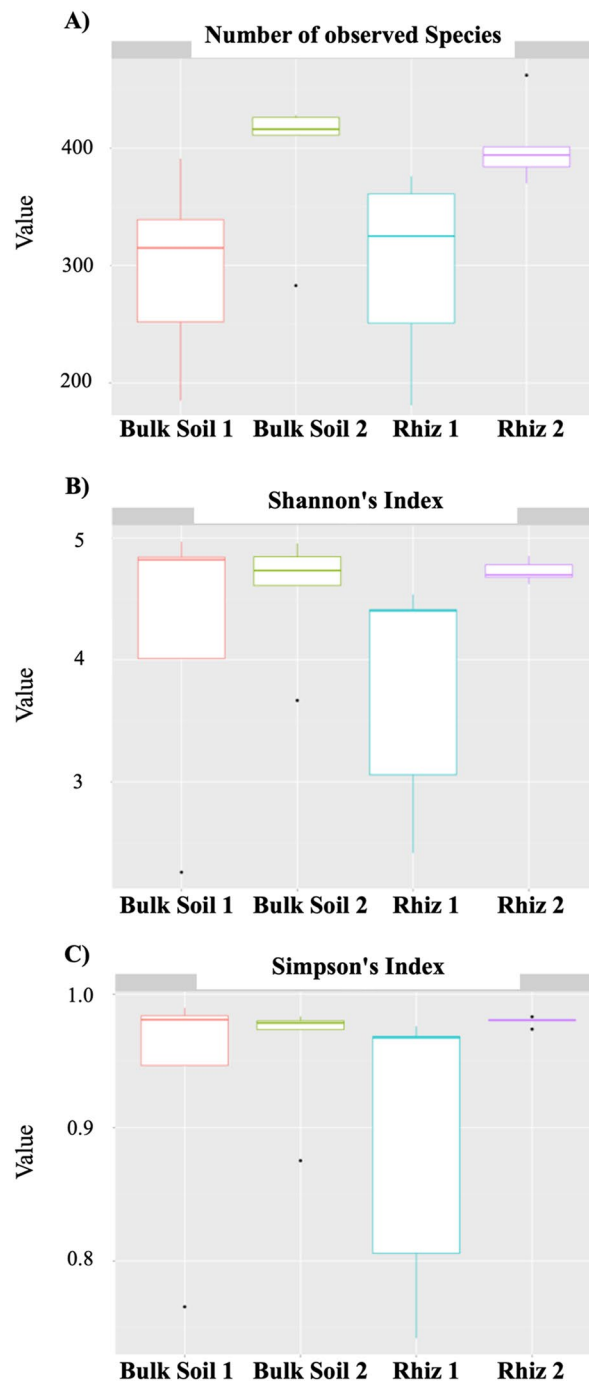 A)
Number of observed Species
400
300
200
Value
Bulk Soil 1 Bulk Soil 2 Rhiz 1 Rhiz 2
B)
Shannon's Index
5
4
3
Value
Bulk Soil 1 Bulk Soil 2 Rhiz 1 Rhiz 2
C)
Simpson's Index
1.0
0.9
0.8
Value
Bulk Soil 1 Bulk Soil 2 Rhiz 1 Rhiz 2